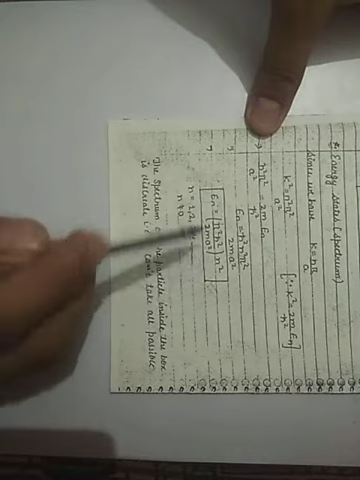 * Energy states (spectrum)
Since we have K = nπ/a
K² = n²π²/a² [∵ K² = 2mEn/ħ²]
⇒ n²π²/a² = 2mEn/ħ²
⇒ En = ħ²n²π²/2ma²
⇒ [En = (π²ħ²/2ma²) n²]
n = 1, 2,
n ≠ 0
The spectrum of the particle inside the box
is discrete i.e. can't take all possible